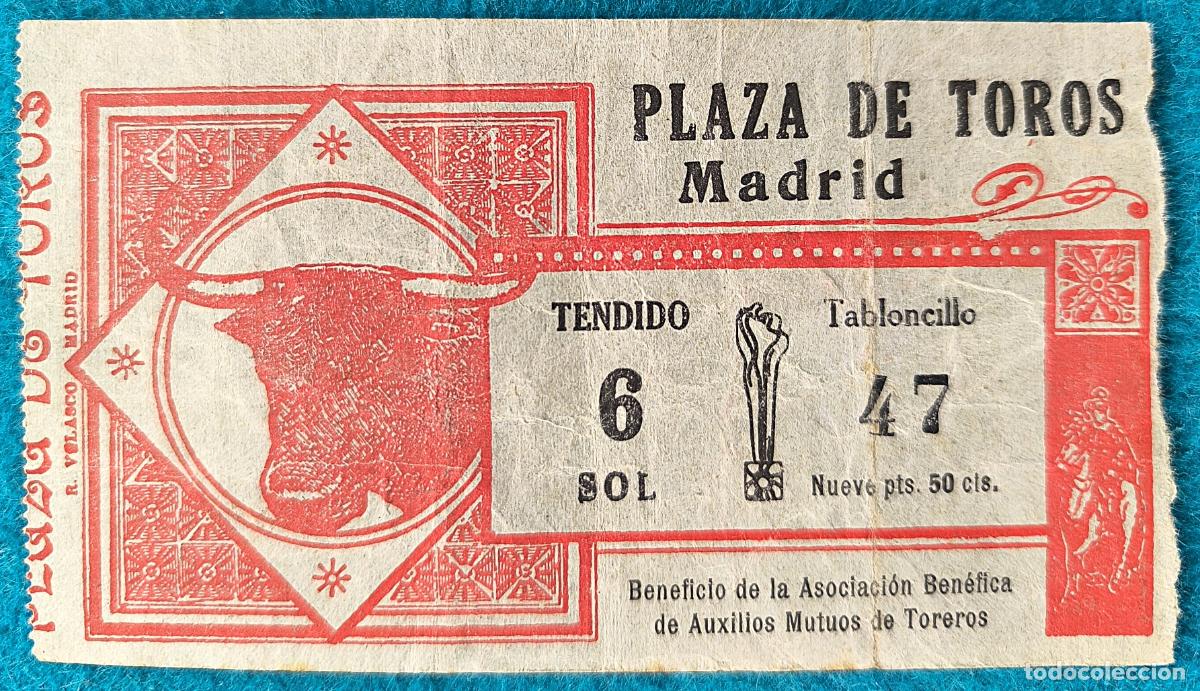 PLAZA DE TOROS
R. VELASCO MADRID
PLAZA DE TOROS
Madrid
TENDIDO
6
SOL
Tabloncillo
47
Nueve pts. 50 cts.
Beneficio de la Asociación Benéfica
de Auxilios Mutuos de Toreros
todocoleccion